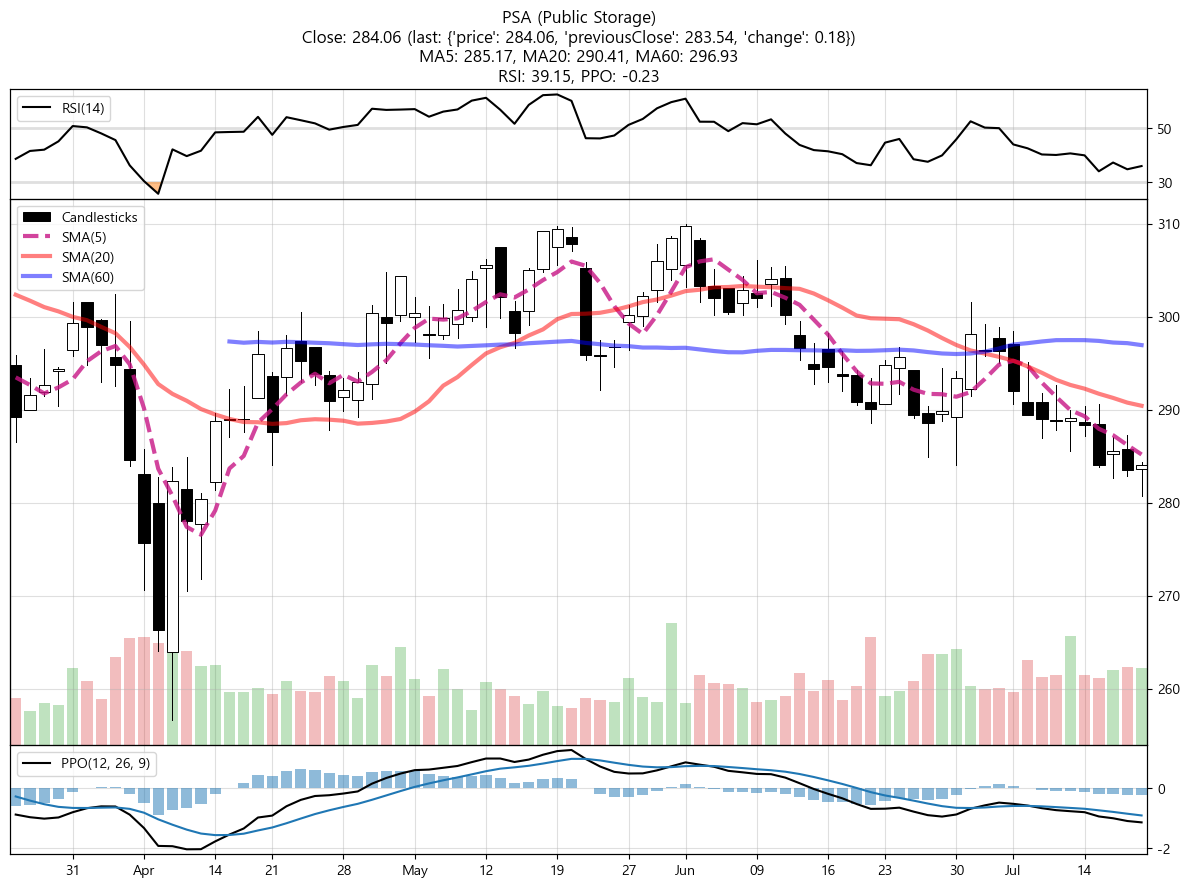 PSA (Public Storage)
Close: 284.06 (last: {'price': 284.06, 'previousClose': 283.54, 'change': 0.18})
MA5: 285.17, MA20: 290.41, MA60: 296.93
RSI: 39.15, PPO: -0.23
RSI(14)
50
30
Candlesticks
SMA(5)
SMA(20)
SMA(60)
310
300
290
280
270
260
PPO(12, 26, 9)
0
-2
31 Apr 14 21 28 May 12 19 27 Jun 09 16 23 30 Jul 14